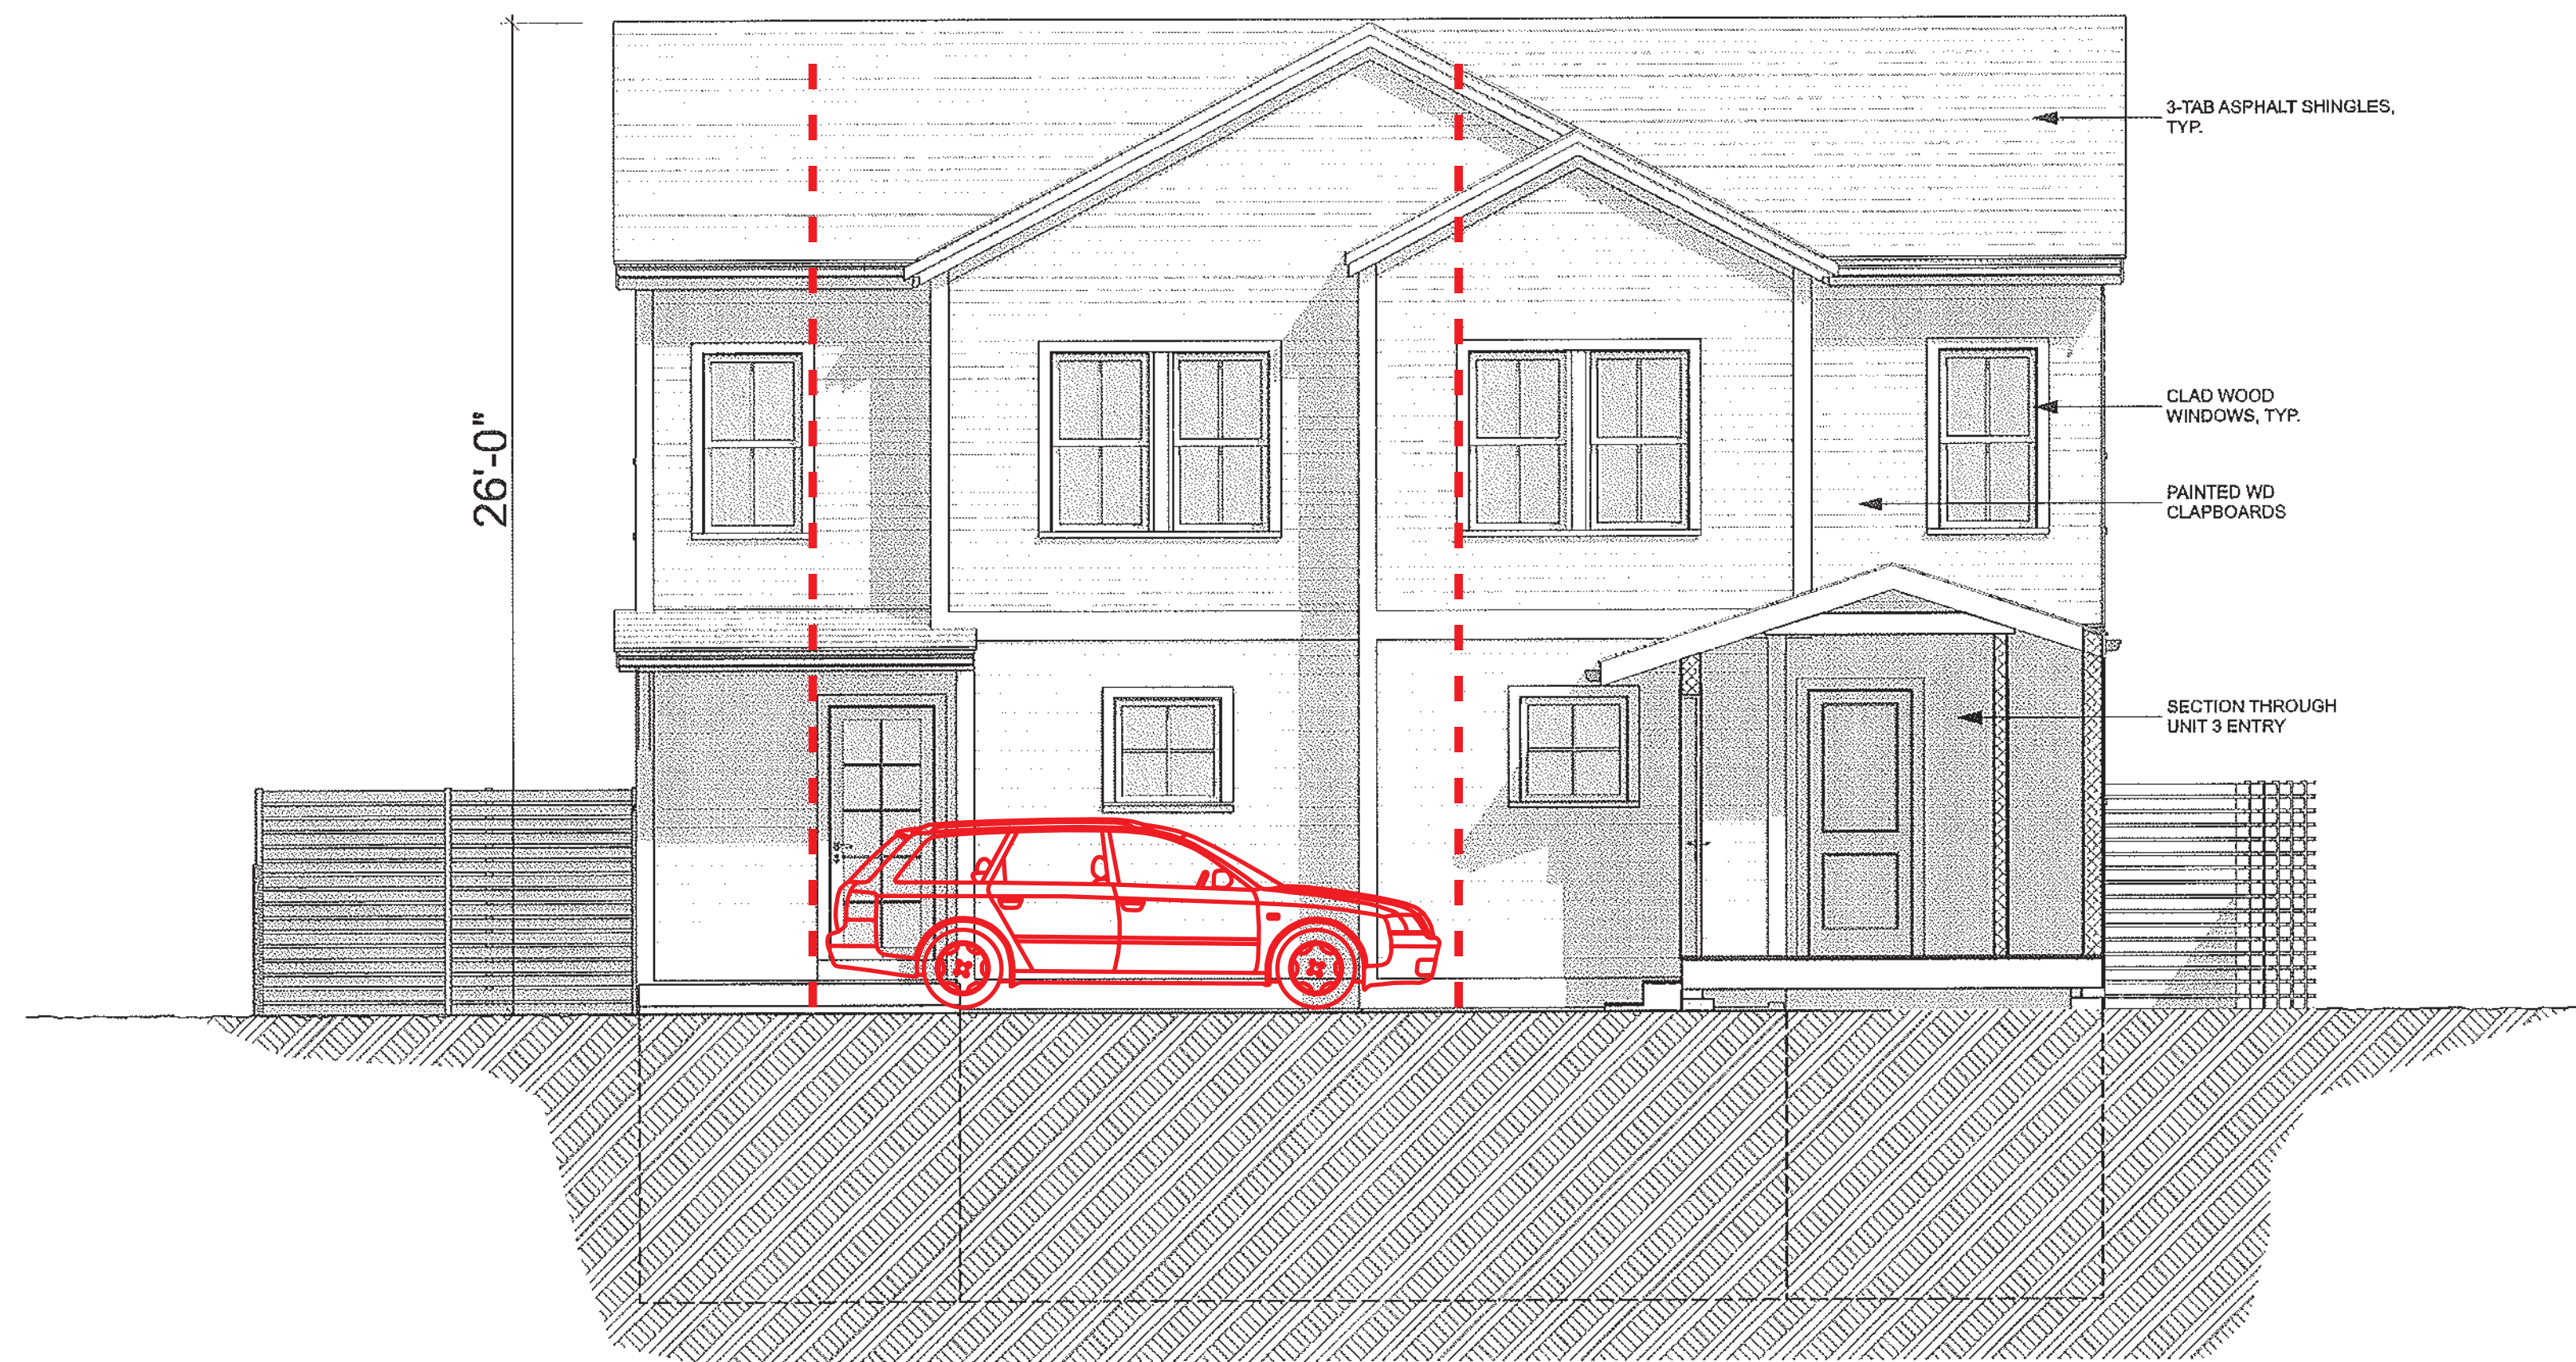 3-TAB ASPHALT SHINGLES,
TYP.
26'-0"
CLAD WOOD
WINDOWS, TYP.
PAINTED WD
CLAPBOARDS
SECTION THROUGH
UNIT 3 ENTRY